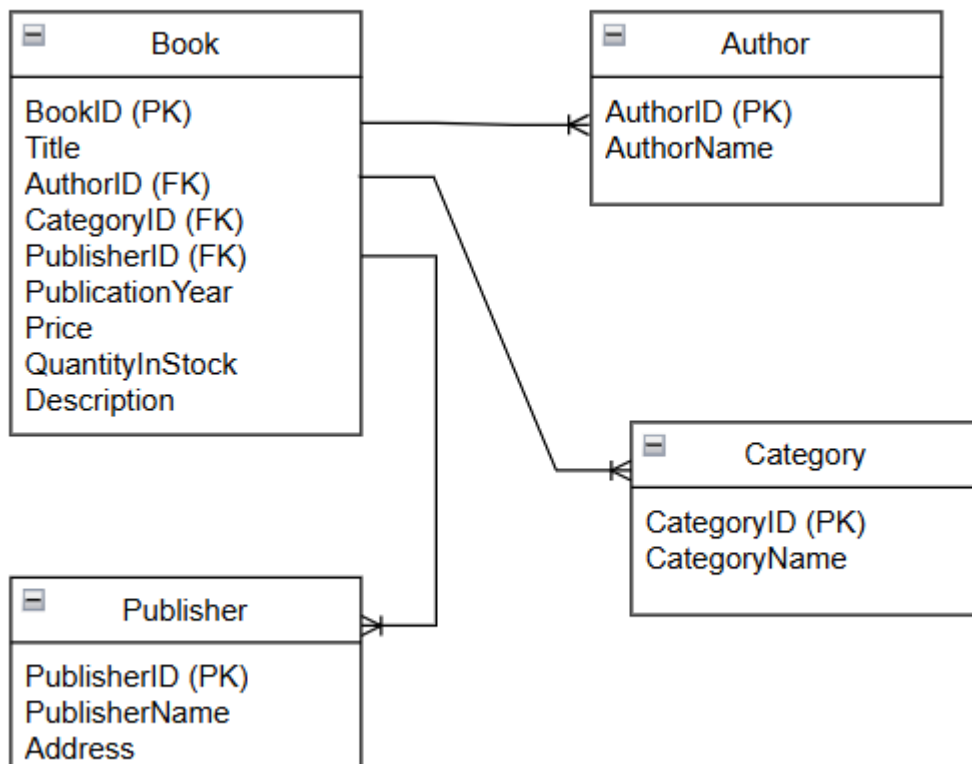 Book
BookID (PK)
Title
AuthorID (FK)
CategoryID (FK)
PublisherID (FK)
PublicationYear
Price
QuantityInStock
Description
Author
AuthorID (PK)
AuthorName
Category
CategoryID (PK)
CategoryName
Publisher
PublisherID (PK)
PublisherName
Address